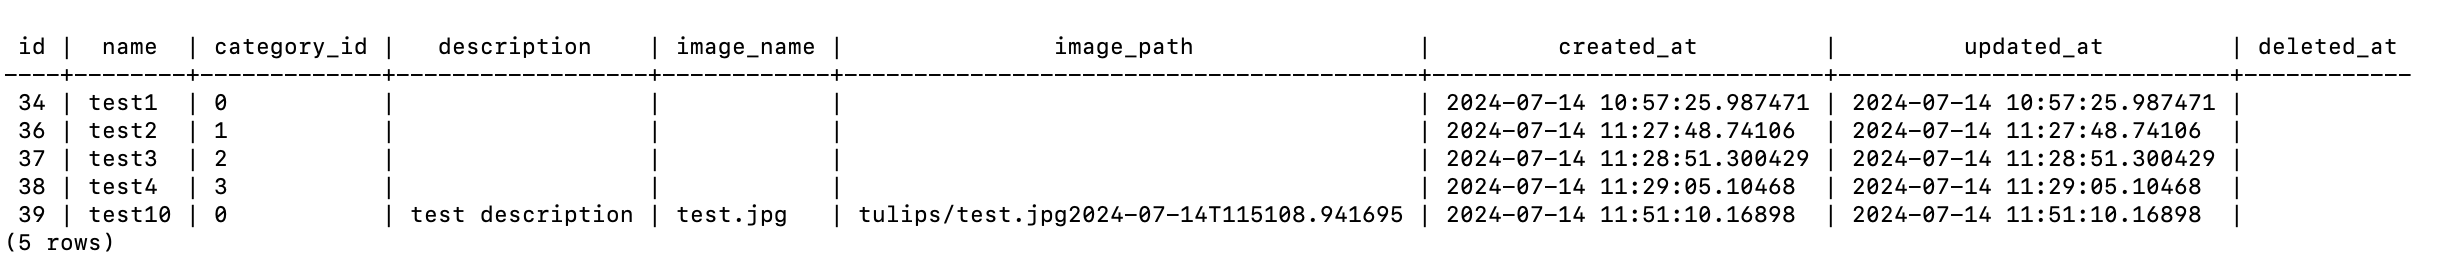 id |  name  | category_id |   description    | image_name |               image_path                |         created_at         |         updated_at         | deleted_at
----+--------+-------------+------------------+------------+-----------------------------------------+----------------------------+----------------------------+------------
 34 | test1  | 0           |                  |            |                                         | 2024-07-14 10:57:25.987471 | 2024-07-14 10:57:25.987471 |
 36 | test2  | 1           |                  |            |                                         | 2024-07-14 11:27:48.74106  | 2024-07-14 11:27:48.74106  |
 37 | test3  | 2           |                  |            |                                         | 2024-07-14 11:28:51.300429 | 2024-07-14 11:28:51.300429 |
 38 | test4  | 3           |                  |            |                                         | 2024-07-14 11:29:05.10468  | 2024-07-14 11:29:05.10468  |
 39 | test10 | 0           | test description | test.jpg   | tulips/test.jpg2024-07-14T115108.941695 | 2024-07-14 11:51:10.16898  | 2024-07-14 11:51:10.16898  |
(5 rows)